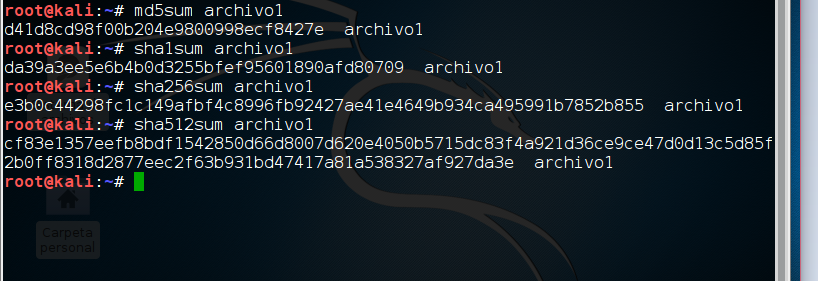 root@kali:~# md5sum archivo1
d41d8cd98f00b204e9800998ecf8427e  archivo1
root@kali:~# sha1sum archivo1
da39a3ee5e6b4b0d3255bfef95601890afd80709  archivo1
root@kali:~# sha256sum archivo1
e3b0c44298fc1c149afbf4c8996fb92427ae41e4649b934ca495991b7852b855  archivo1
root@kali:~# sha512sum archivo1
cf83e1357eefb8bdf1542850d66d8007d620e4050b5715dc83f4a921d36ce9ce47d0d13c5d85f
2b0ff8318d2877eec2f63b931bd47417a81a538327af927da3e  archivo1
root@kali:~#
Carpeta
personal